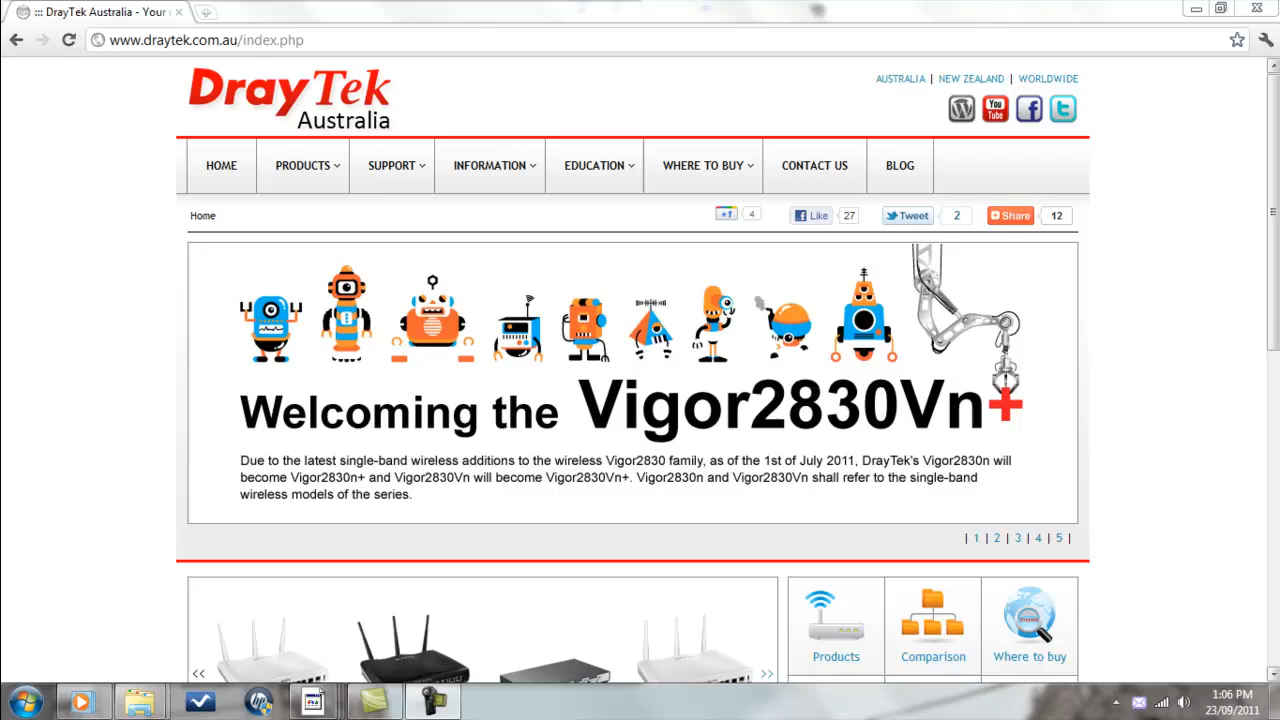 ::: DrayTek Australia - Your
www.draytek.com.au/index.php
DrayTek
Australia
AUSTRALIA | NEW ZEALAND | WORLDWIDE
You
Tube
HOME PRODUCTS SUPPORT INFORMATION EDUCATION WHERE TO BUY CONTACT US BLOG
Home
+1 4 Like 27 Tweet 2 Share 12
Welcoming the Vigor2830Vn+
Due to the latest single-band wireless additions to the wireless Vigor2830 family, as of the 1st of July 2011, DrayTek's Vigor2830n will
become Vigor2830n+ and Vigor2830Vn will become Vigor2830Vn+. Vigor2830n and Vigor2830Vn shall refer to the single-band
wireless models of the series.
| 1 | 2 | 3 | 4 | 5 |
Products Comparison Where to buy
1:06 PM
23/09/2011